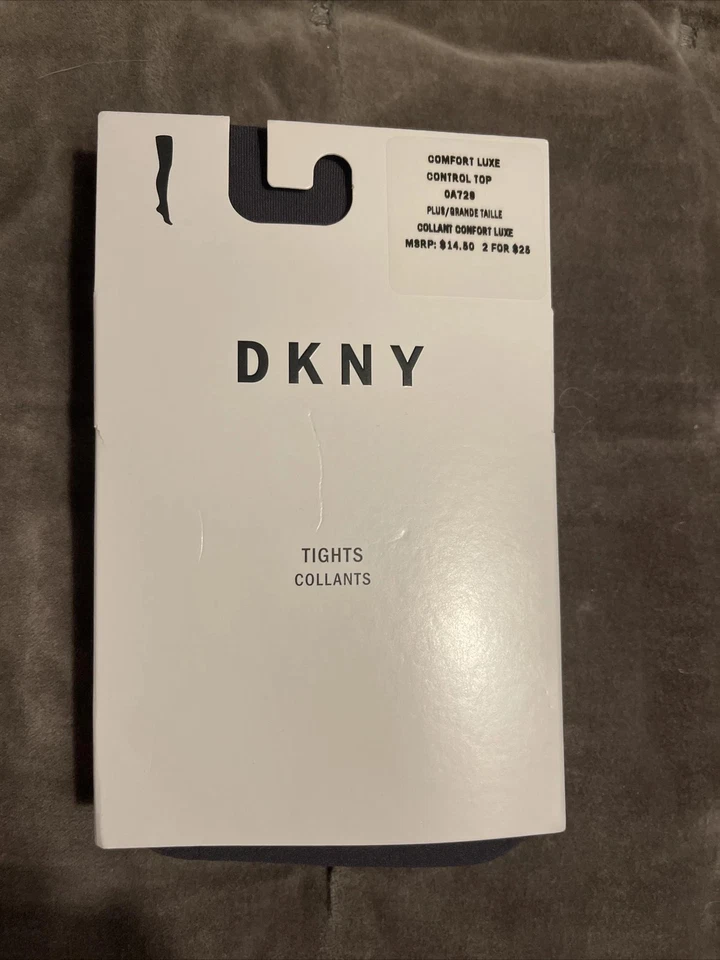 COMFORT LUXE
CONTROL TOP
0A729
PLUS/GRANDE TAILLE
COLLANT CONFORT LUXE
MSRP: $14.50 2 FOR $25
DKNY
TIGHTS
COLLANTS